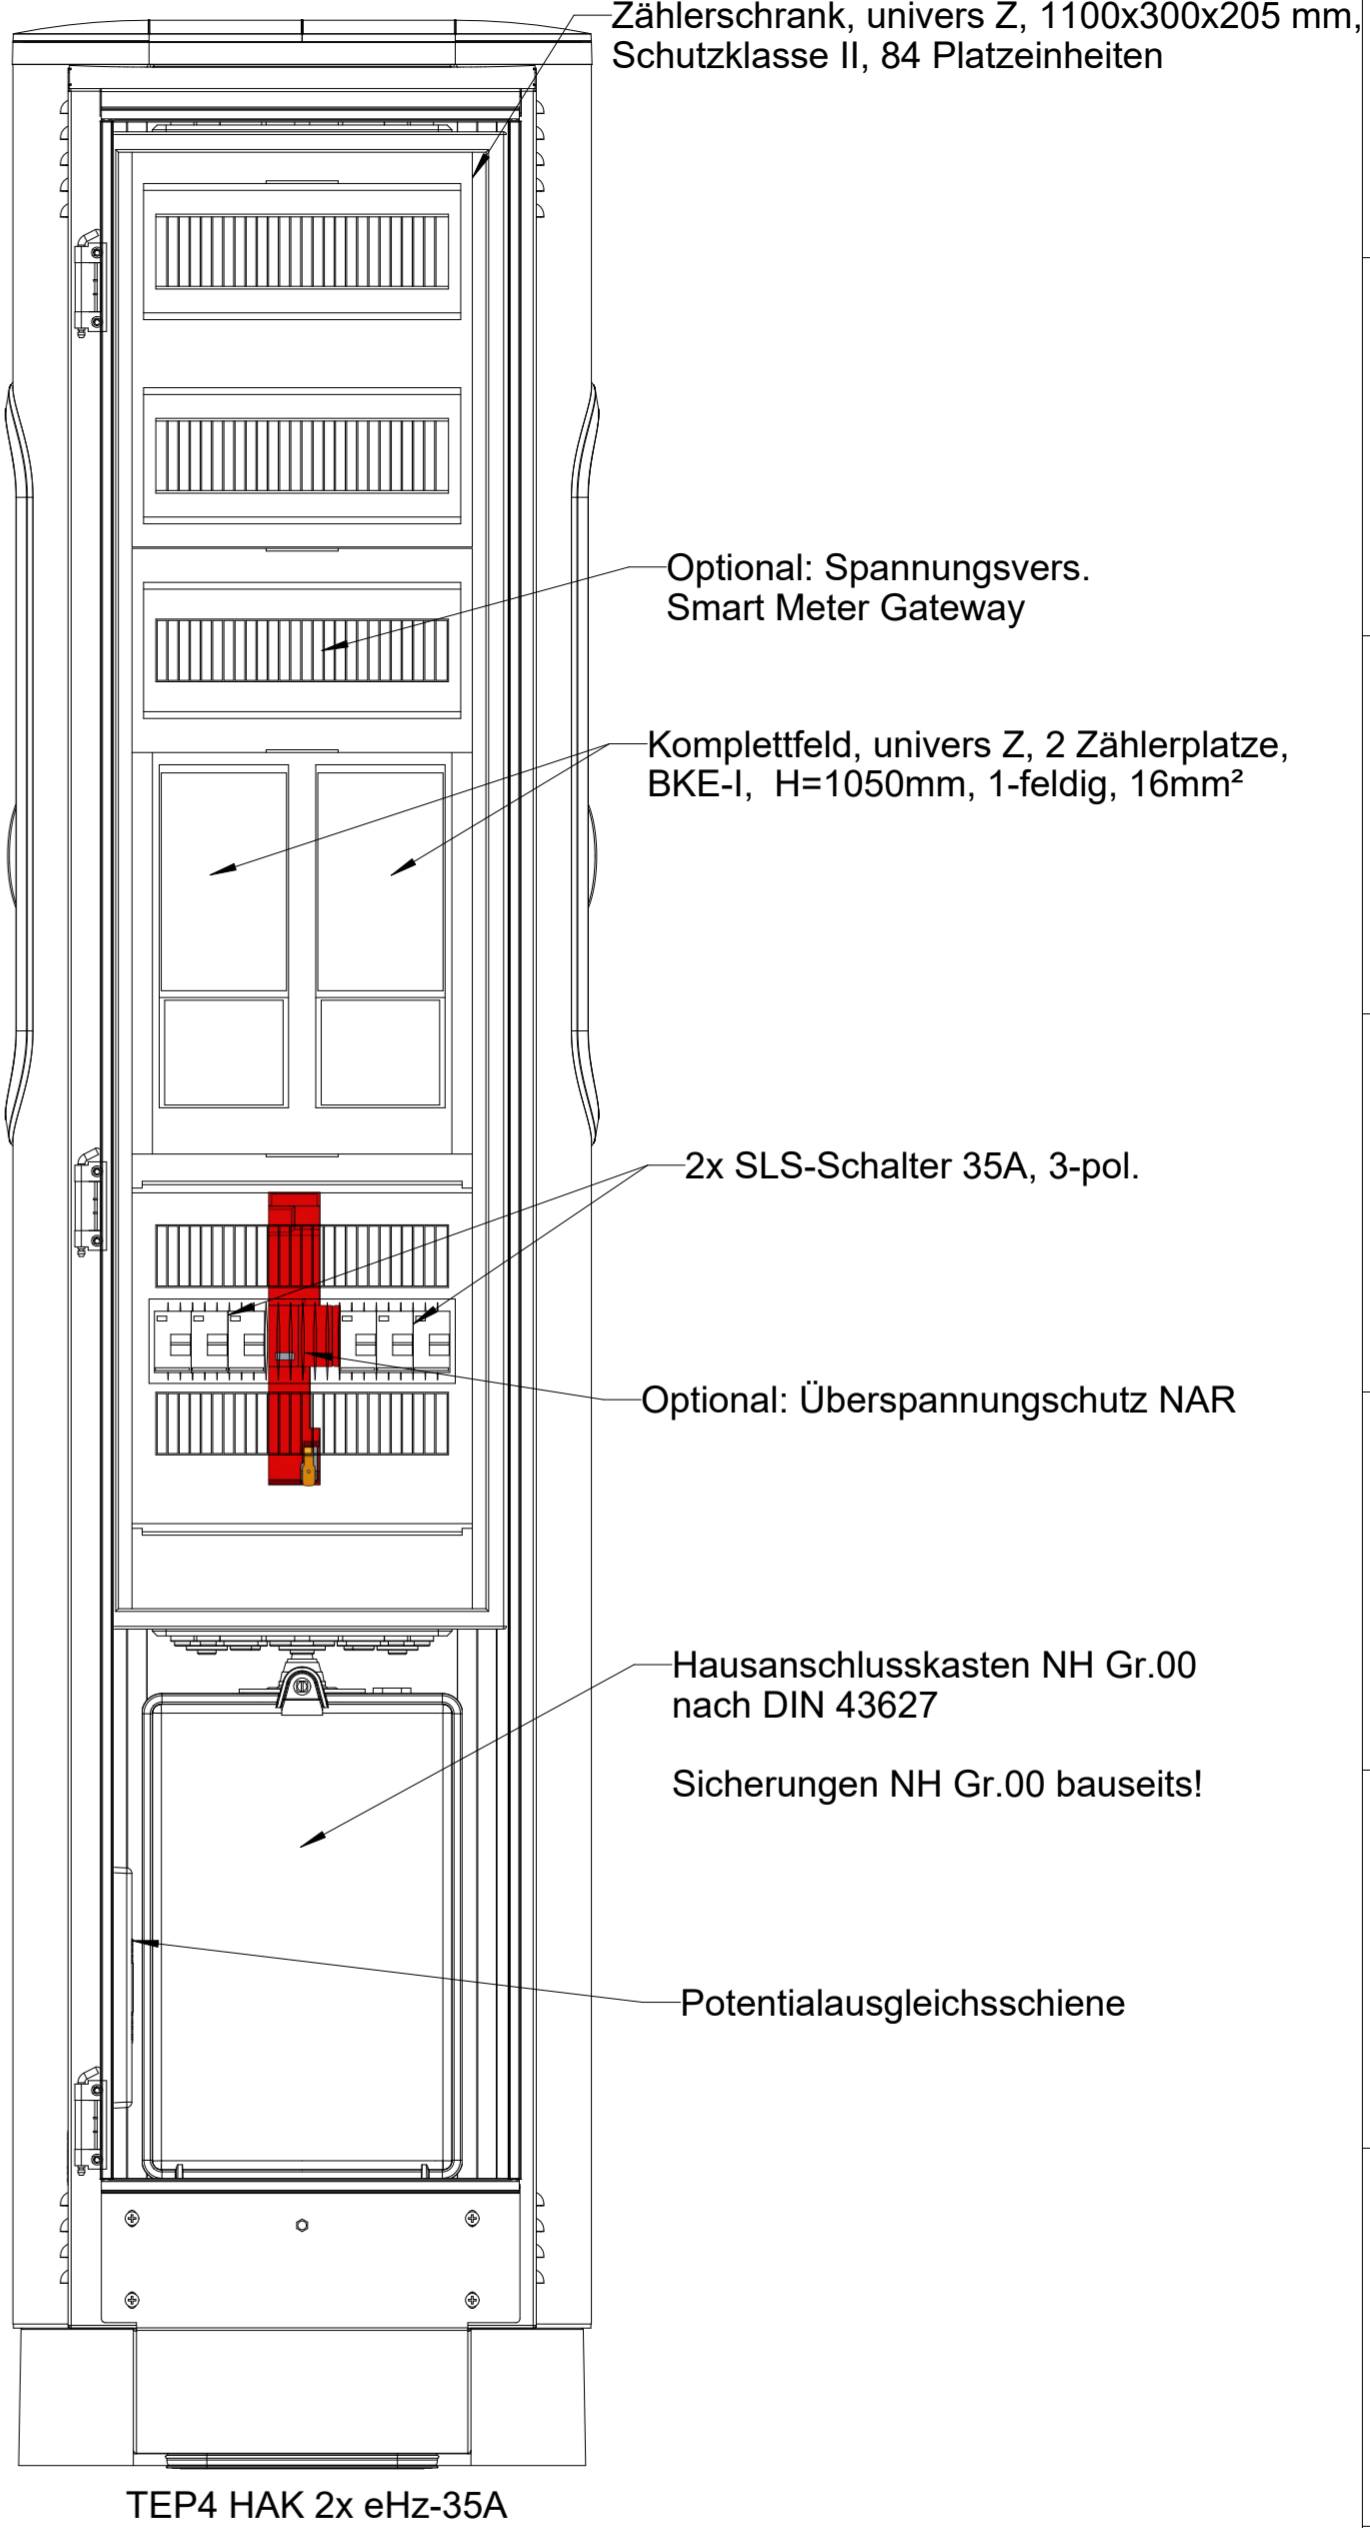 Zählerschrank, univers Z, 1100x300x205 mm,
Schutzklasse II, 84 Platzeinheiten
Optional: Spannungsvers.
Smart Meter Gateway
Komplettfeld, univers Z, 2 Zählerplatze,
BKE-I, H=1050mm, 1-feldig, 16mm²
2x SLS-Schalter 35A, 3-pol.
Optional: Überspannungschutz NAR
Hausanschlusskasten NH Gr.00
nach DIN 43627
Sicherungen NH Gr.00 bauseits!
Potentialausgleichsschiene
TEP4 HAK 2x eHz-35A